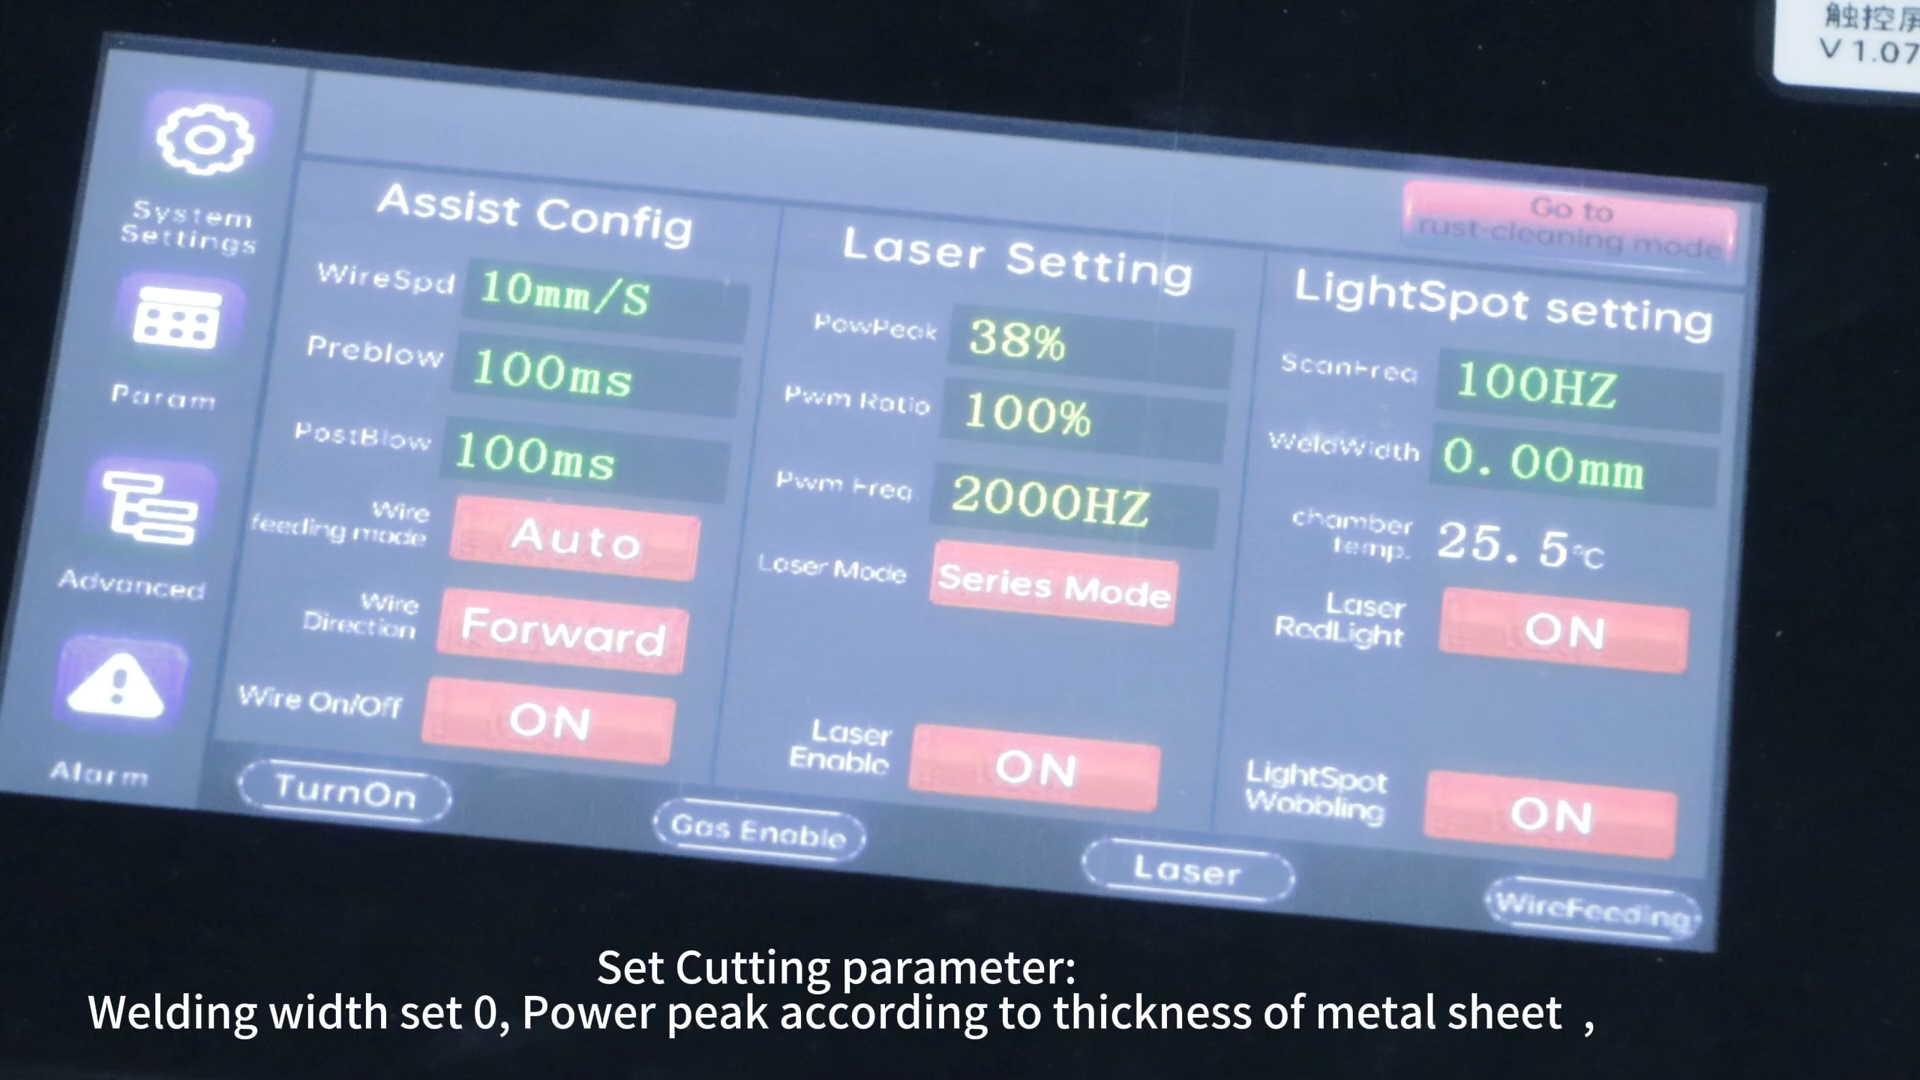 触控屏
V 1.07
Go to
rust-cleaning mode
System
Settings
Param
Advanced
Alarm
Assist Config
WireSpd 10mm/S
Preblow 100ms
PostBlow 100ms
Wire
feeding mode Auto
Wire
Direction Forward
Wire On/Off ON
Laser Setting
PowPeak 38%
Pwm Ratio 100%
Pwm Freq 2000HZ
Laser Mode Series Mode
Laser
Enable ON
LightSpot setting
ScanFreq 100HZ
WeldWidth 0.00mm
chamber
temp. 25.5°C
Laser
RedLight ON
LightSpot
Wobbling ON
TurnOn
Gas Enable
Laser
WireFeeding
Set Cutting parameter:
Welding width set 0, Power peak according to thickness of metal sheet ,